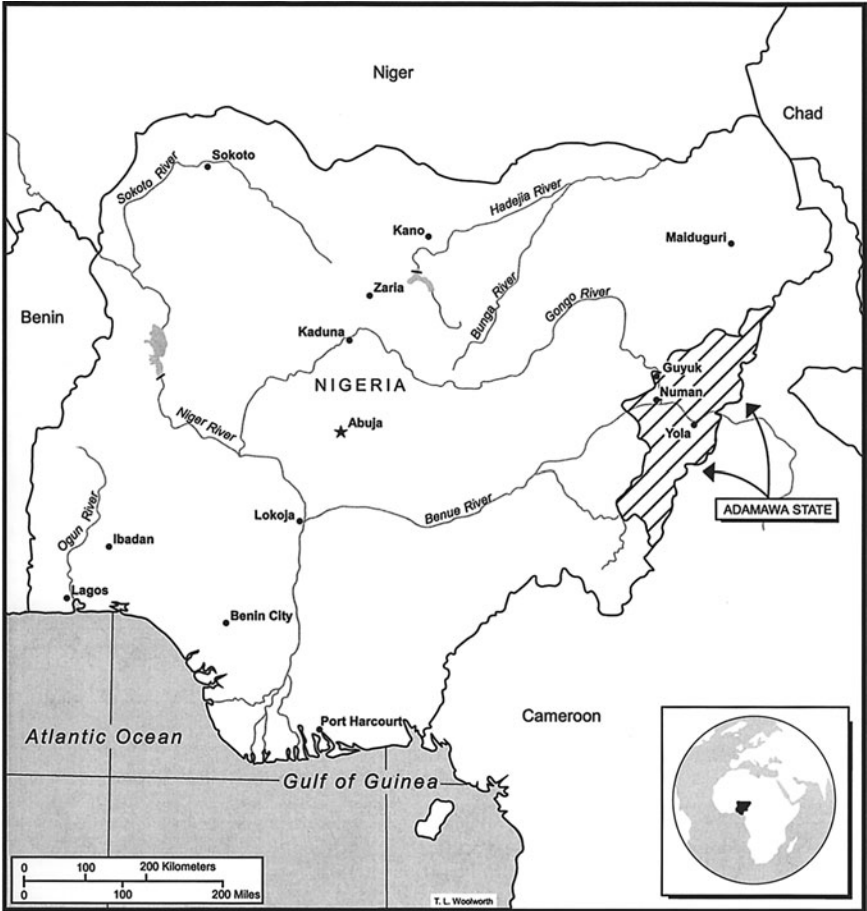 Niger
Chad
Sokoto River
Sokoto
Hadejia River
Kano
Maiduguri
Zaria
Bunga River
Gongo River
Benin
Kaduna
Guyuk
NIGERIA
Numan
Niger River
Abuja
Yola
ADAMAWA STATE
Benue River
Lokoja
Ogun River
Ibadan
Lagos
Benin City
Cameroon
Port Harcourt
Atlantic Ocean
Gulf of Guinea
0 100 200 Kilometers
0 100 200 Miles
T. L. Woolworth